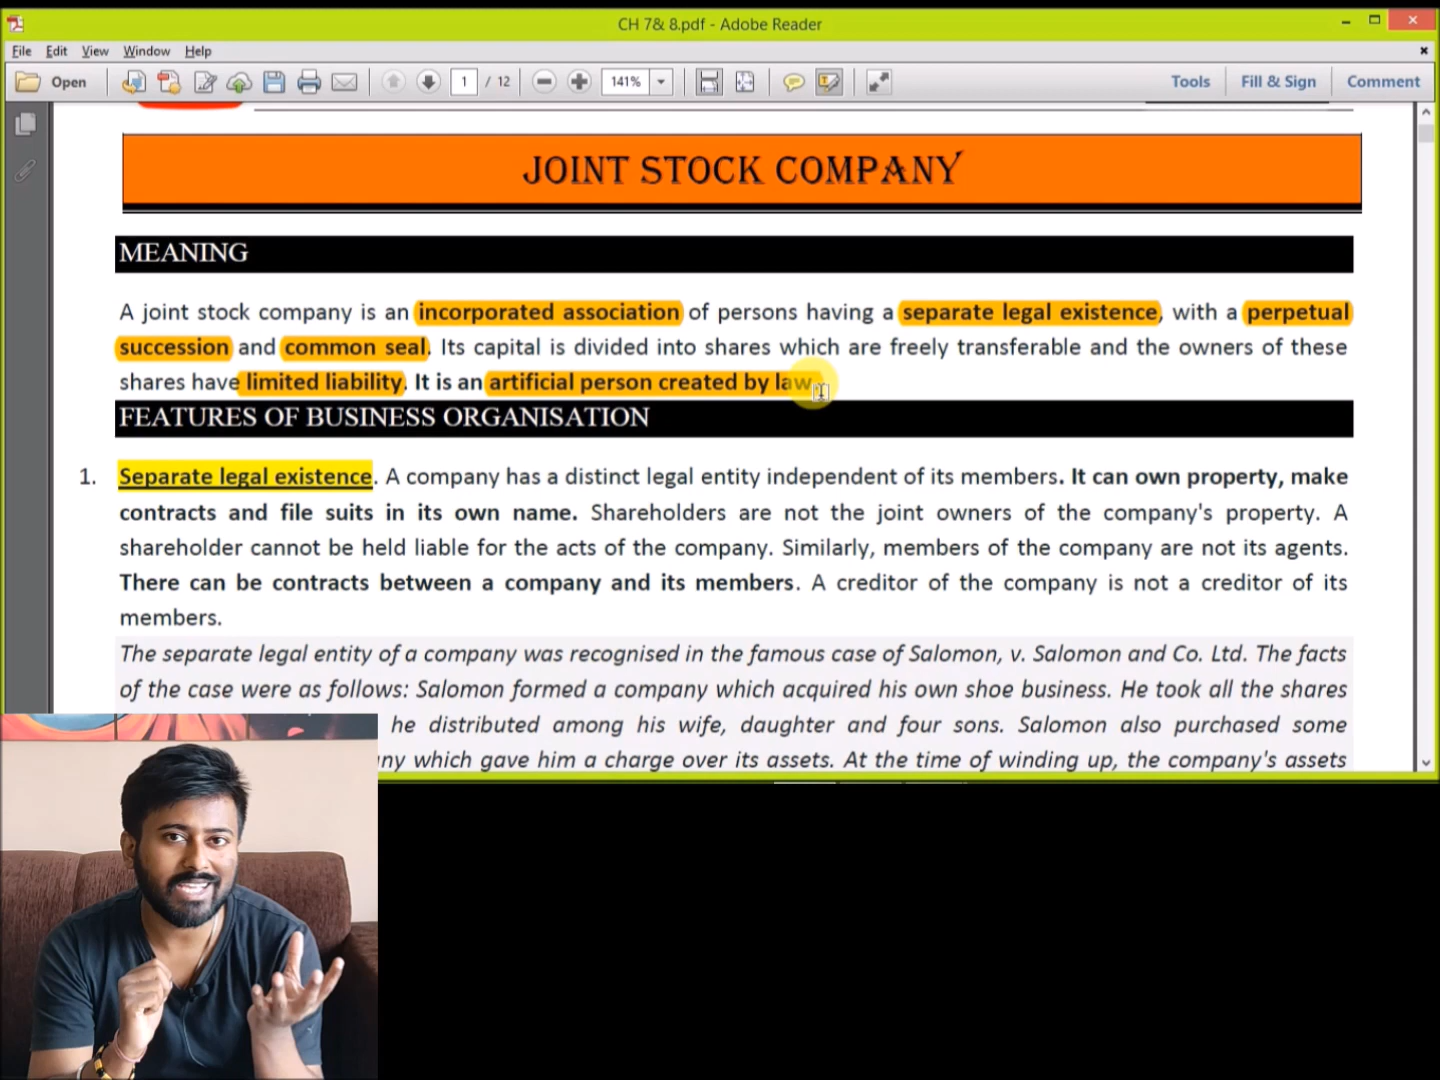 CH 7& 8.pdf - Adobe Reader
File Edit View Window Help
Open 1 / 12 141% Tools Fill & Sign Comment
JOINT STOCK COMPANY
MEANING
A joint stock company is an incorporated association of persons having a separate legal existence, with a perpetual
succession and common seal. Its capital is divided into shares which are freely transferable and the owners of these
shares have limited liability. It is an artificial person created by law
FEATURES OF BUSINESS ORGANISATION
1. Separate legal existence. A company has a distinct legal entity independent of its members. It can own property, make
contracts and file suits in its own name. Shareholders are not the joint owners of the company's property. A
shareholder cannot be held liable for the acts of the company. Similarly, members of the company are not its agents.
There can be contracts between a company and its members. A creditor of the company is not a creditor of its
members.
The separate legal entity of a company was recognised in the famous case of Salomon, v. Salomon and Co. Ltd. The facts
of the case were as follows: Salomon formed a company which acquired his own shoe business. He took all the shares
he distributed among his wife, daughter and four sons. Salomon also purchased some
which gave him a charge over its assets. At the time of winding up, the company's assets